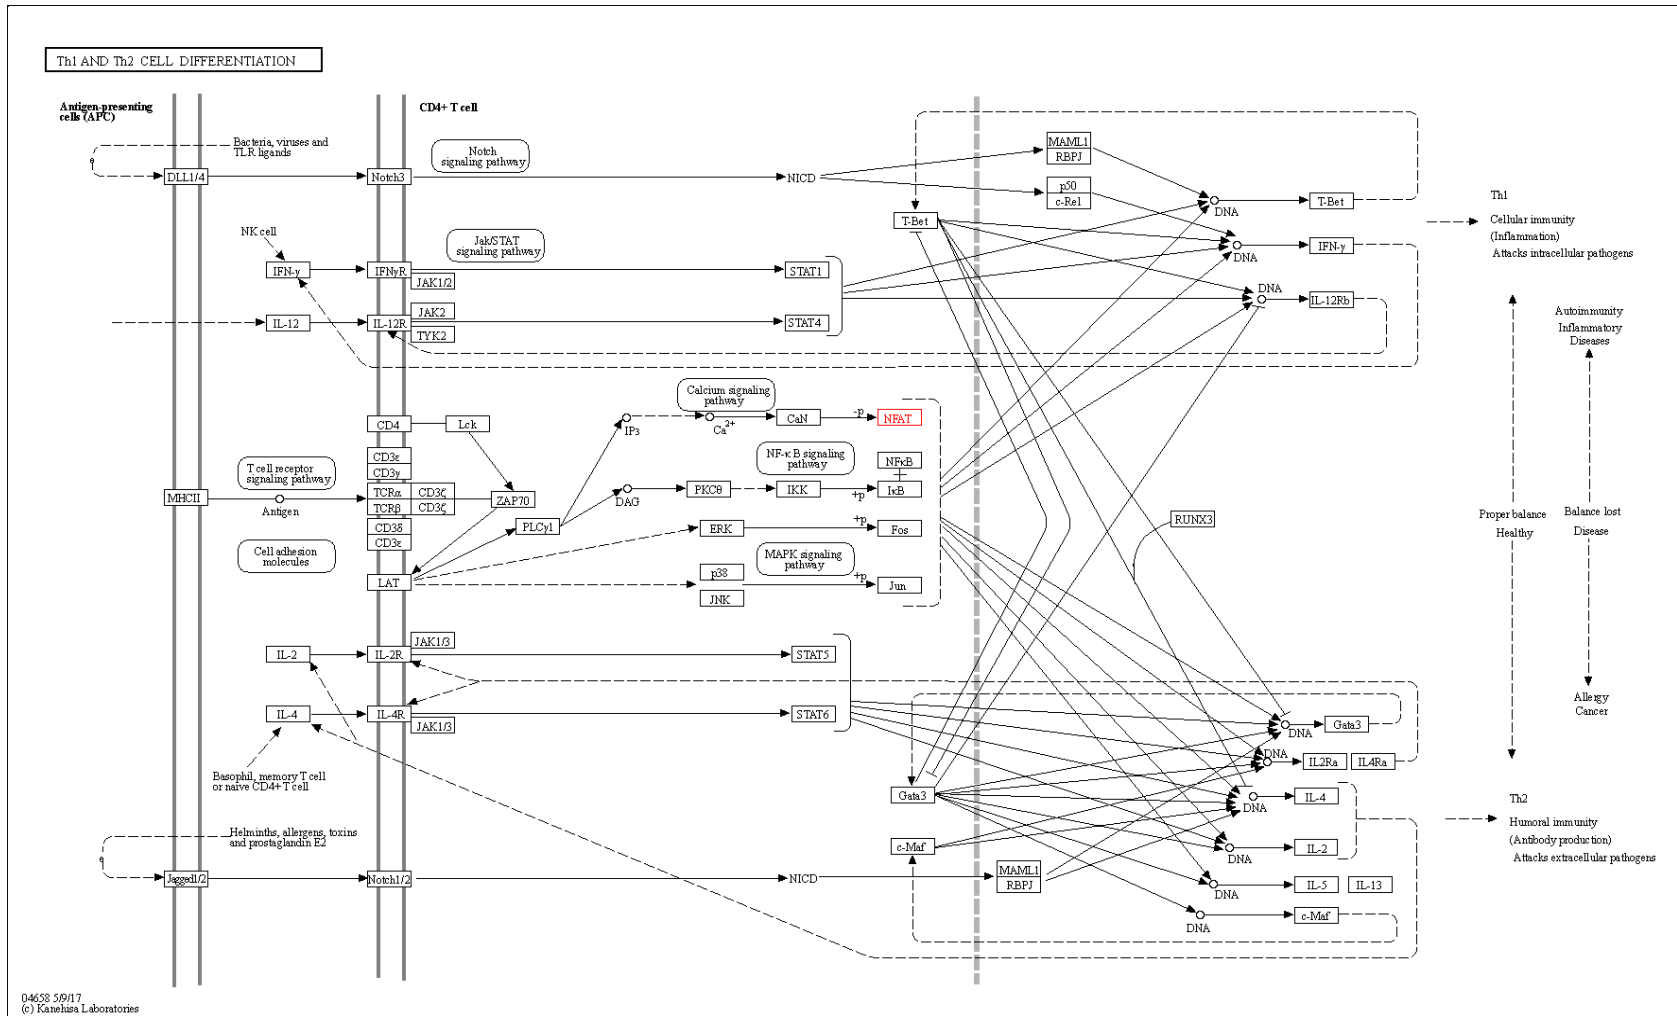 Th1 AND Th2 CELL DIFFERENTIATION
Antigen-presenting
cells (APC)
CD4+ T cell
Bacteria, viruses and
TLR ligands
e
DLL1/4
Notch3
Notch
signaling pathway
NICD
MAML1
RBPJ
p50
c-Rel
DNA
T-Bet
T-Bet
Th1
Cellular immunity
(Inflammation)
Attacks intracellular pathogens
NK cell
IFN-γ
IFNγR
JAK1/2
Jak/STAT
signaling pathway
STAT1
DNA
IFN-γ
DNA
IL-12Rb
IL-12
IL-12R
JAK2
TYK2
STAT4
Autoimmunity
Inflammatory
Diseases
CD4
Lck
IP3
Calcium signaling
pathway
Ca2+
CaN
-p
NFAT
CD3ε
CD3γ
T cell receptor
signaling pathway
NF-κB signaling
pathway
NFκB
MHCII
Antigen
TCRα
CD3ζ
TCRβ
CD3ζ
ZAP70
DAG
PKCθ
IKK
+p
IκB
CD3δ
CD3ε
PLCγ1
ERK
+p
Fos
RUNX3
Proper balance
Healthy
Balance lost
Disease
Cell adhesion
molecules
LAT
p38
JNK
MAPK signaling
pathway
+p
Jun
IL-2
IL-2R
JAK1/3
STAT5
IL-4
IL-4R
JAK1/3
STAT6
Allergy
Cancer
DNA
Gata3
DNA
IL2Ra
IL4Ra
Basophil, memory T cell
or naive CD4+ T cell
Gata3
DNA
IL-4
Th2
Humoral immunity
(Antibody production)
Attacks extracellular pathogens
Helminths, allergens, toxins
and prostaglandin E2
e
c-Maf
DNA
IL-2
Jagged1/2
Notch1/2
NICD
MAML1
RBPJ
DNA
IL-5
IL-13
DNA
c-Maf
04658 5/9/17
(c) Kanehisa Laboratories